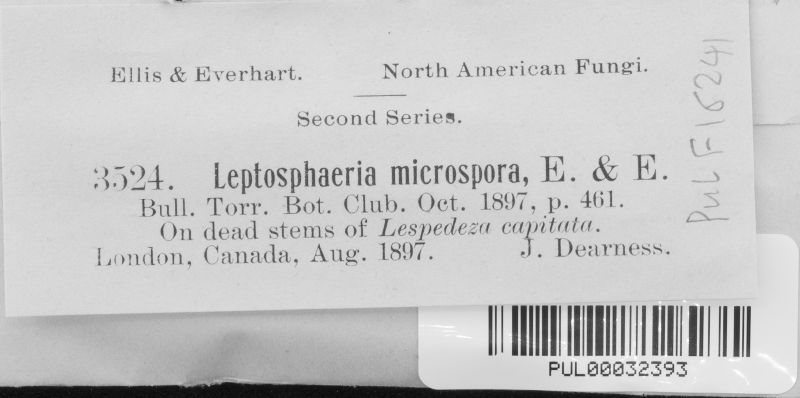 Ellis & Everhart. North American Fungi.
Second Series.
3524. Leptosphaeria microspora, E. & E.
Bull. Torr. Bot. Club. Oct. 1897, p. 461.
On dead stems of Lespedeza capitata.
London, Canada, Aug. 1897. J. Dearness.
PUL F 15241
PUL00032393